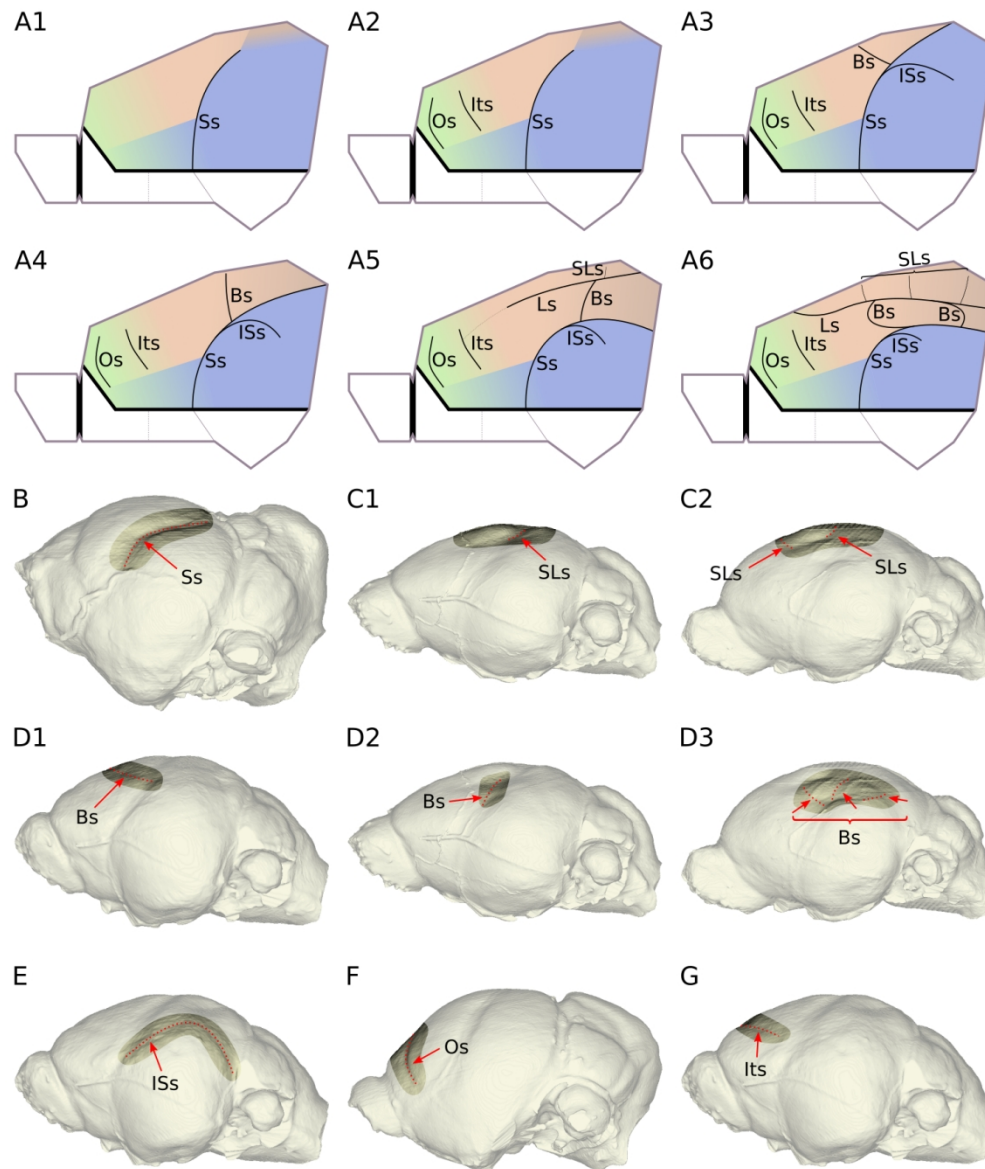 A1 A2 A3
Ss
Os Its Ss
Bs ISs
Os Its Ss
A4 A5 A6
Bs ISs
Os Its Ss
SLs
Ls Bs
Os Its Ss ISs
SLs
Ls Bs Bs
Os Its Ss ISs
B C1 C2
Ss
SLs
SLs SLs
D1 D2 D3
Bs
Bs
Bs
E F G
ISs
Os
Its